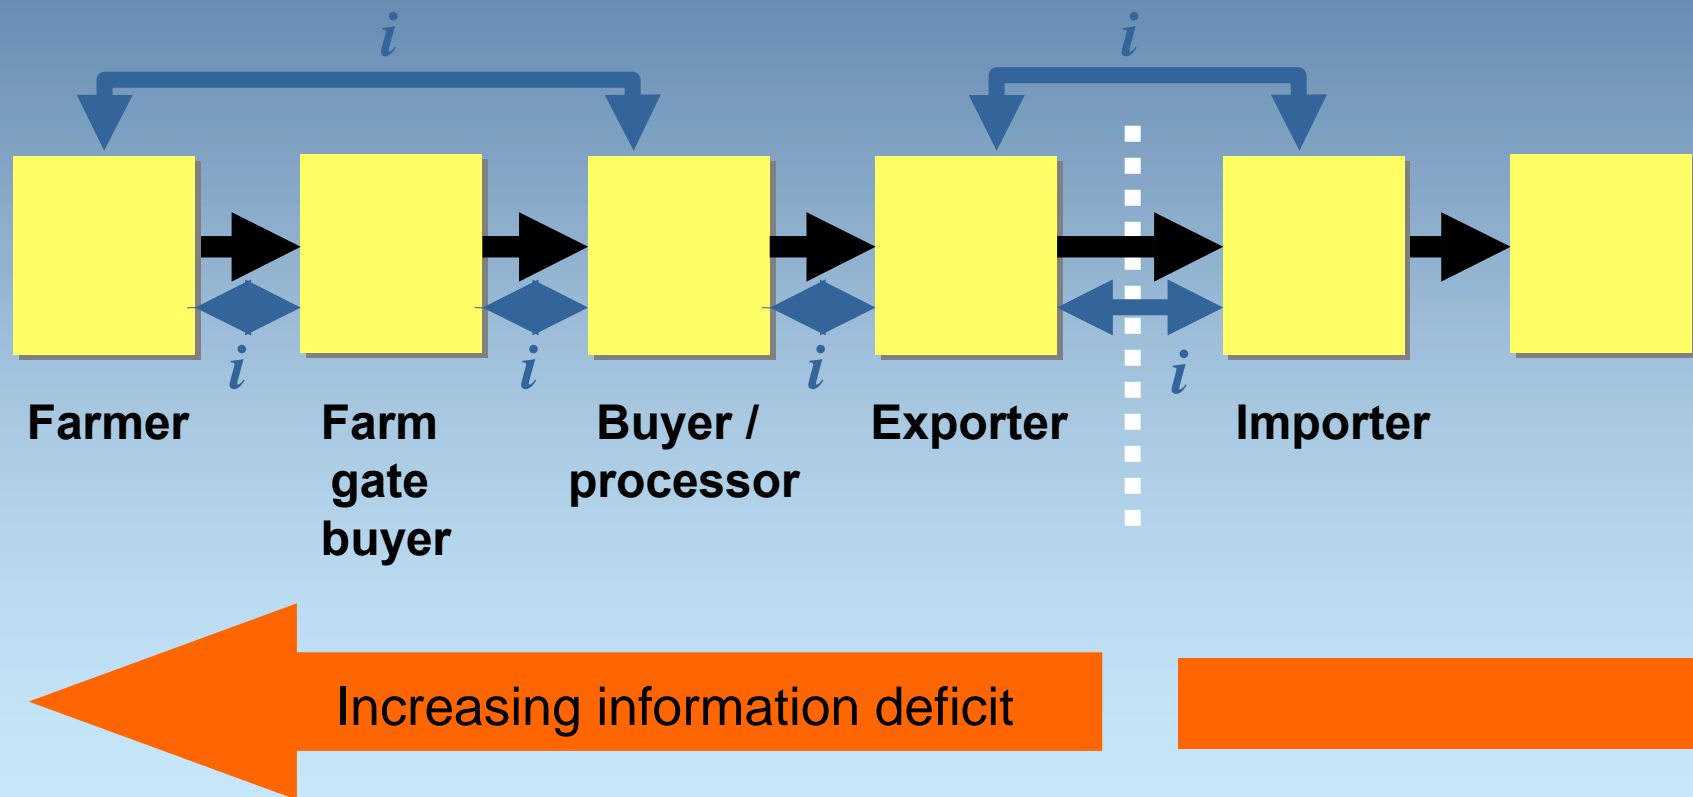 i
i
i
i
i
i
Farmer
Farm
gate
buyer
Buyer /
processor
Exporter
Importer
Increasing information deficit